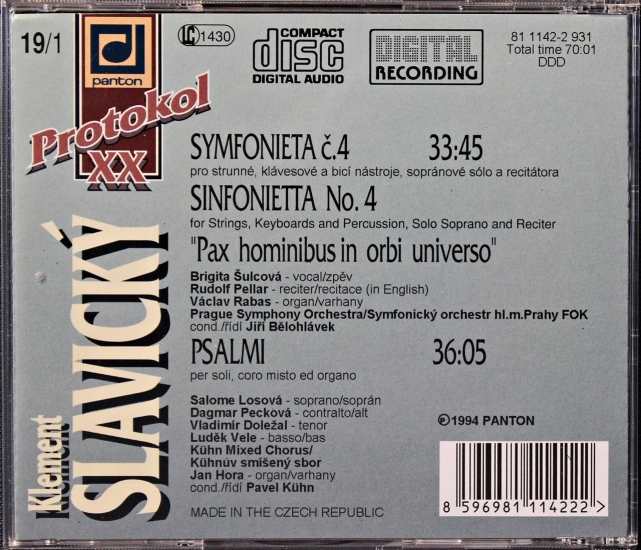 19/1
panton
Protokol
XX
LC 1430
COMPACT
disc
DIGITAL AUDIO
DIGITAL
RECORDING
81 1142-2 931
Total time 70:01
DDD
SYMFONIETA č.4 33:45
pro strunné, klávesové a bicí nástroje, sopránové sólo a recitátora
SINFONIETTA No. 4
for Strings, Keyboards and Percussion, Solo Soprano and Reciter
"Pax hominibus in orbi universo"
Brigita Šulcová - vocal/zpěv
Rudolf Pellar - reciter/recitace (in English)
Václav Rabas - organ/varhany
Prague Symphony Orchestra/Symfonický orchestr hl.m.Prahy FOK
cond./řídí Jiří Bělohlávek
PSALMI 36:05
per soli, coro misto ed organo
Salome Losová - soprano/soprán
Dagmar Pecková - contralto/alt
Vladimír Doležal - tenor
Luděk Vele - basso/bas
Kühn Mixed Chorus/
Kühnův smíšený sbor
Jan Hora - organ/varhany
cond./řídí Pavel Kühn
MADE IN THE CZECH REPUBLIC
℗1994 PANTON
8 596981 114222 >
Klement
SLAVICKÝ